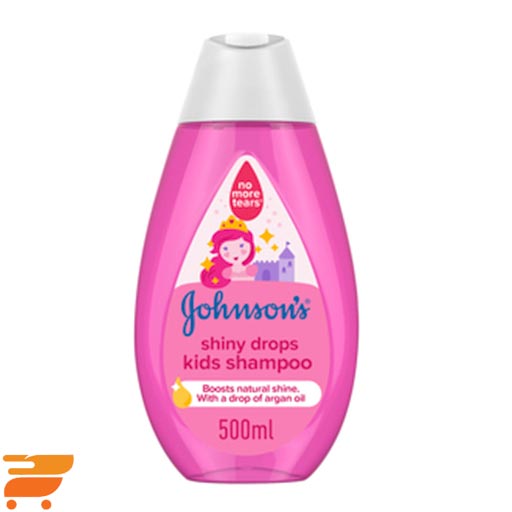 no
more
tears®
Johnson's®
shiny drops
kids shampoo
Boosts natural shine.
With a drop of argan oil
500ml